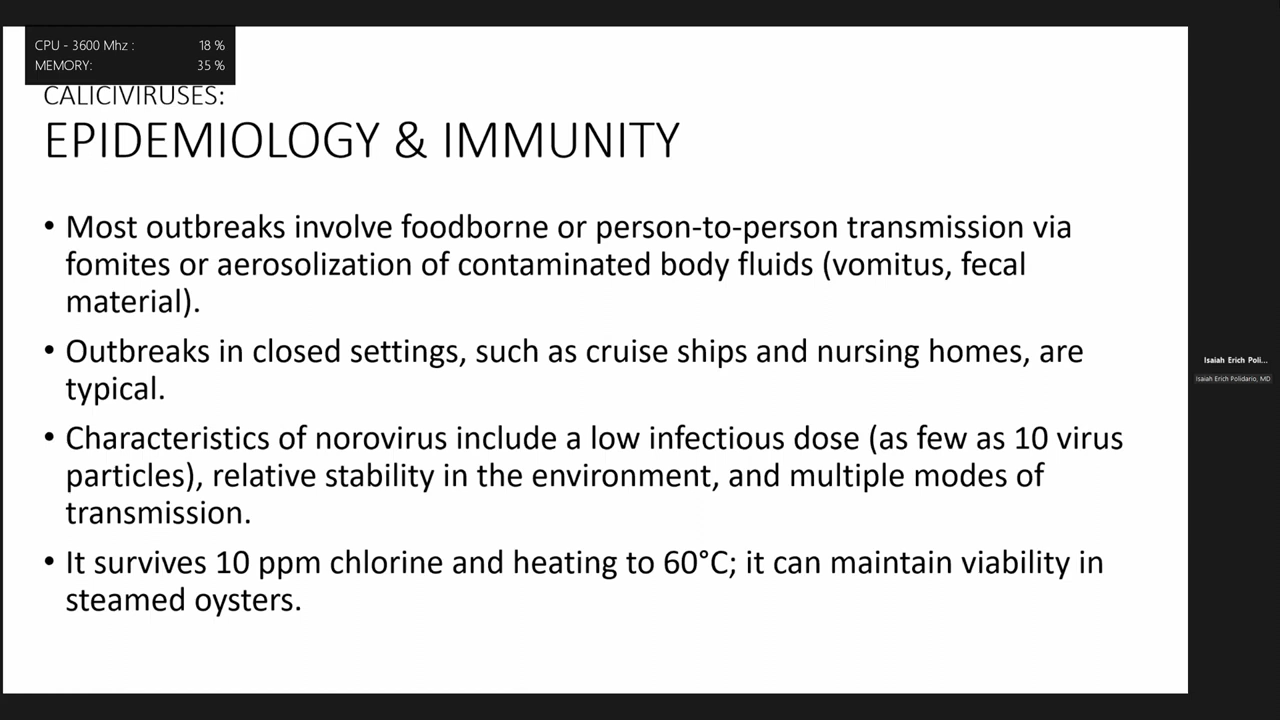 CPU - 3600 Mhz : 18 %
MEMORY: 35 %
CALICIVIRUSES:
EPIDEMIOLOGY & IMMUNITY
• Most outbreaks involve foodborne or person-to-person transmission via
fomites or aerosolization of contaminated body fluids (vomitus, fecal
material).
• Outbreaks in closed settings, such as cruise ships and nursing homes, are
typical.
• Characteristics of norovirus include a low infectious dose (as few as 10 virus
particles), relative stability in the environment, and multiple modes of
transmission.
• It survives 10 ppm chlorine and heating to 60°C; it can maintain viability in
steamed oysters.
Isaiah Erich Poli...
Isaiah Erich Polidario, MD